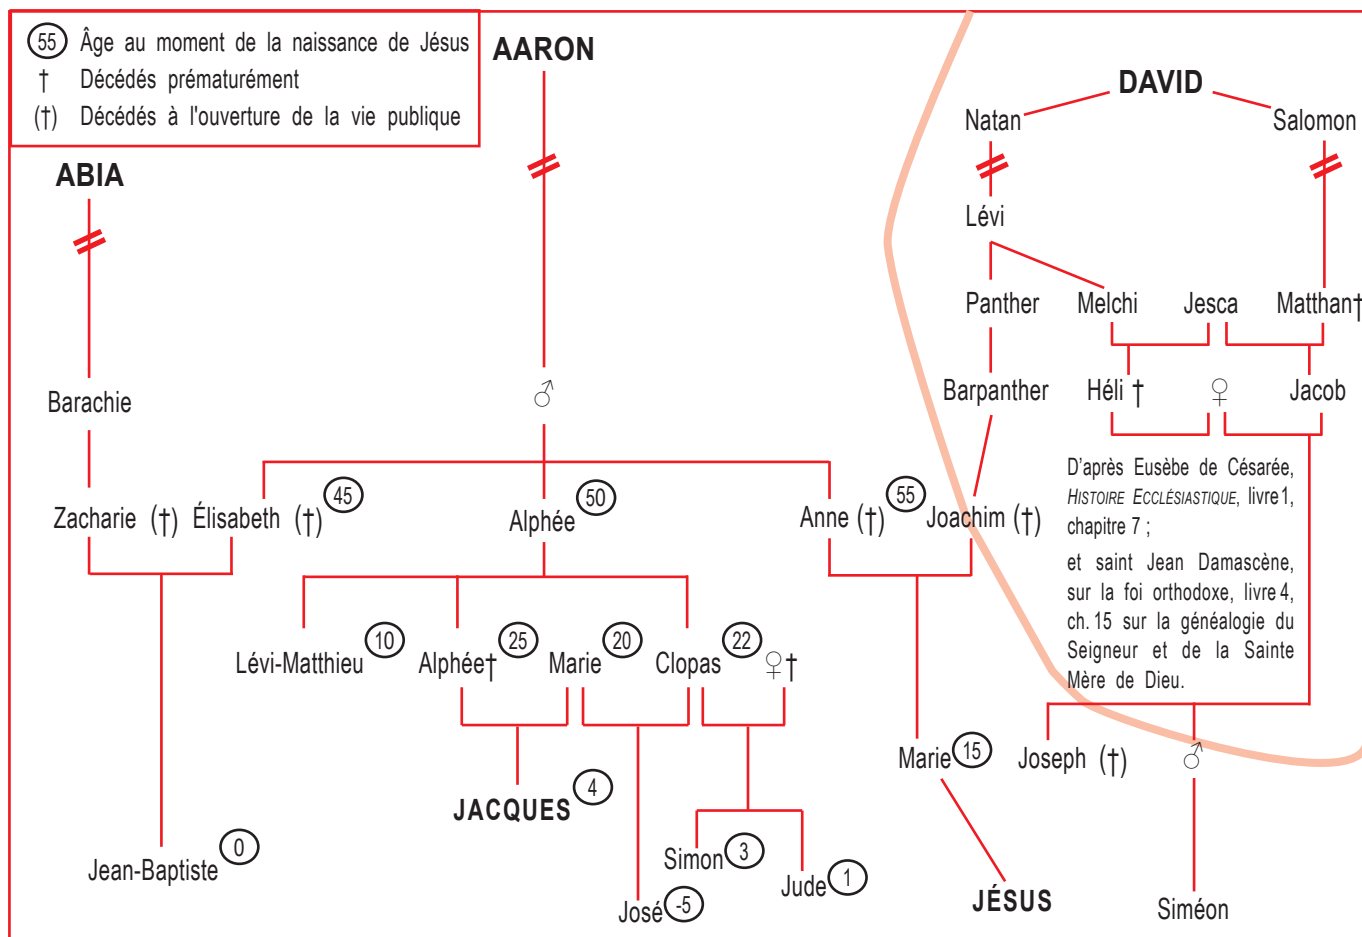 55 Âge au moment de la naissance de Jésus
† Décédés prématurément
(†) Décédés à l'ouverture de la vie publique
AARON
DAVID
Natan
Salomon
ABIA
Lévi
Panther
Melchi
Jesca
Matthan†
Barachie
♂
Barpanther
Héli †
♀
Jacob
D'après Eusèbe de Césarée,
HISTOIRE ECCLÉSIASTIQUE, livre 1,
chapitre 7 ;
et saint Jean Damascène,
sur la foi orthodoxe, livre 4,
ch. 15 sur la généalogie du
Seigneur et de la Sainte
Mère de Dieu.
Zacharie (†)
Élisabeth (†) 45
Alphée 50
Anne (†) 55
Joachim (†)
Lévi-Matthieu 10
Alphée† 25
Marie 20
Clopas 22
♀†
Marie 15
Joseph (†)
♂
JACQUES 4
Jean-Baptiste 0
Simon 3
Jude 1
José -5
JÉSUS
Siméon